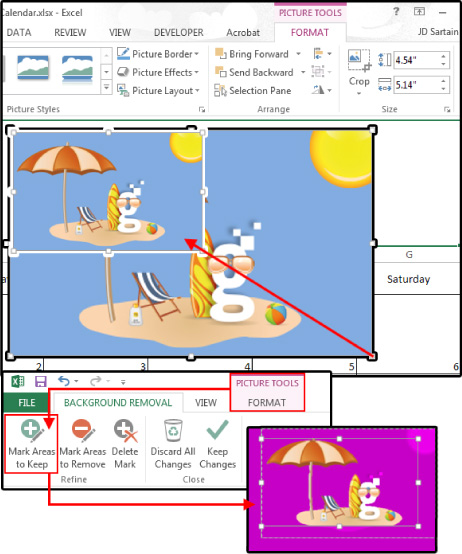 Calendar.xlsx - Excel
PICTURE TOOLS
?
DATA REVIEW VIEW DEVELOPER Acrobat FORMAT JD Sartain
Picture Border Bring Forward
Picture Effects Send Backward Crop 4.54"
Picture Layout Selection Pane 5.14"
Picture Styles Arrange Size
g
g
G
Saturday
2 3 4 5 6
PICTURE TOOLS
FILE BACKGROUND REMOVAL VIEW FORMAT
Mark Areas Mark Areas Delete Discard All Keep
to Keep to Remove Mark Changes Changes
Refine Close
g